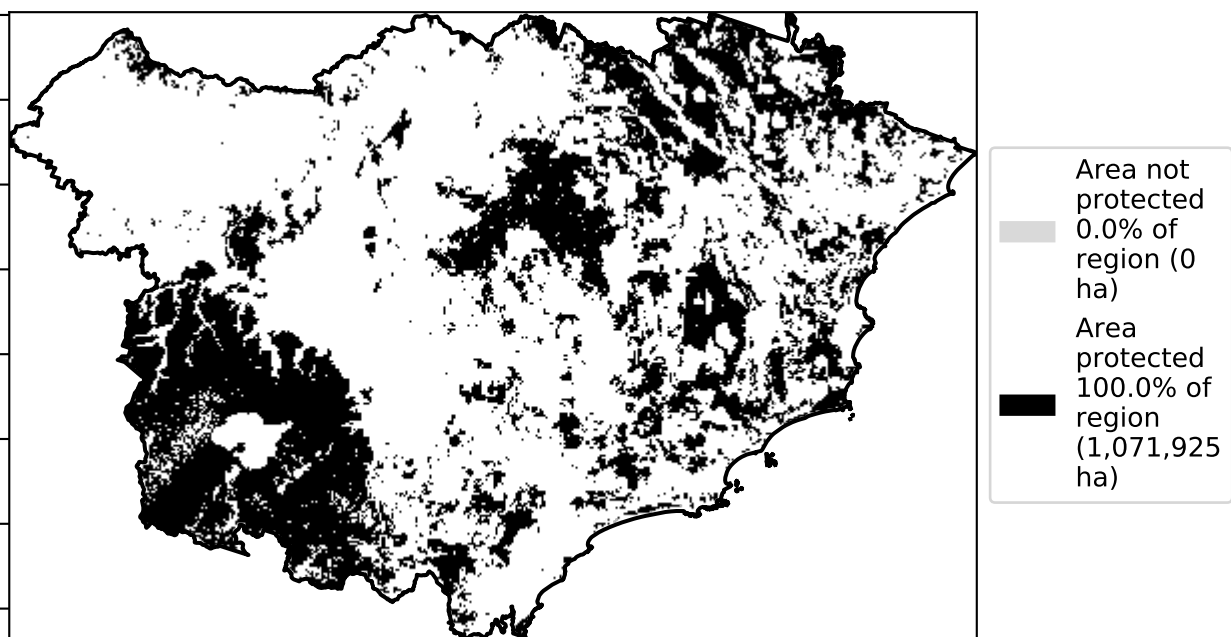 Area not
protected
0.0% of
region (0
ha)
Area
protected
100.0% of
region
(1,071,925
ha)